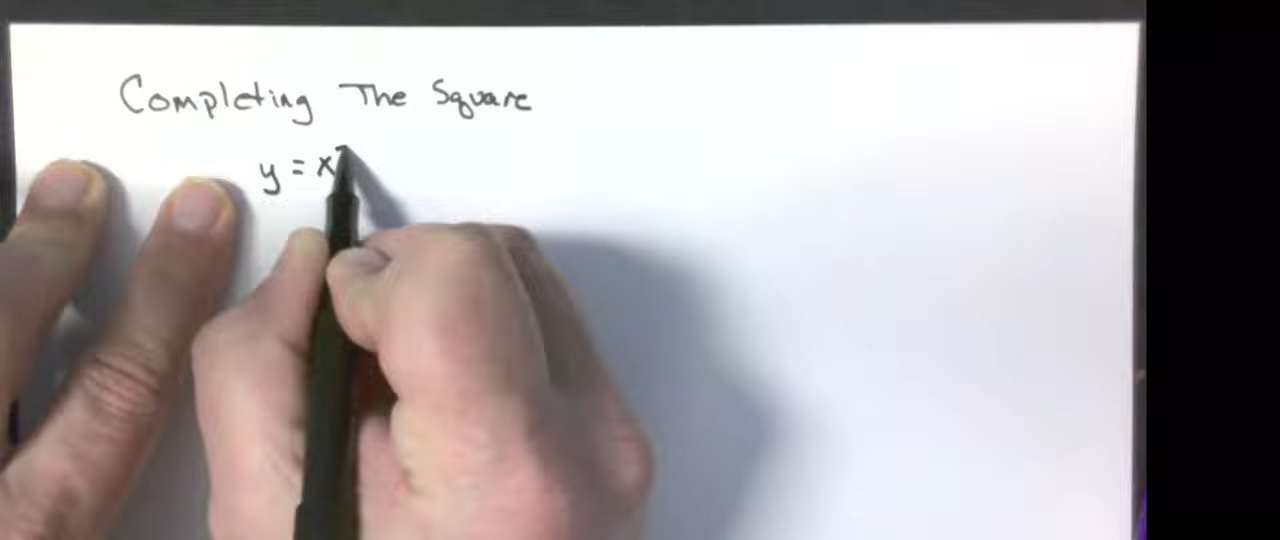 Completing The Square
y = x